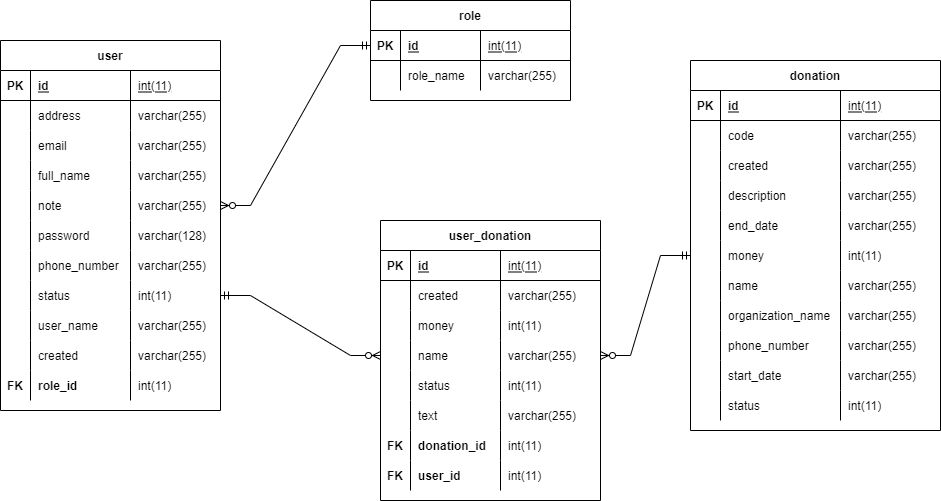 role
PK id int(11)
role_name varchar(255)
user
PK id int(11)
address varchar(255)
email varchar(255)
full_name varchar(255)
note varchar(255)
password varchar(128)
phone_number varchar(255)
status int(11)
user_name varchar(255)
created varchar(255)
FK role_id int(11)
user_donation
PK id int(11)
created varchar(255)
money int(11)
name varchar(255)
status int(11)
text varchar(255)
FK donation_id int(11)
FK user_id int(11)
donation
PK id int(11)
code varchar(255)
created varchar(255)
description varchar(255)
end_date varchar(255)
money int(11)
name varchar(255)
organization_name varchar(255)
phone_number varchar(255)
start_date varchar(255)
status int(11)